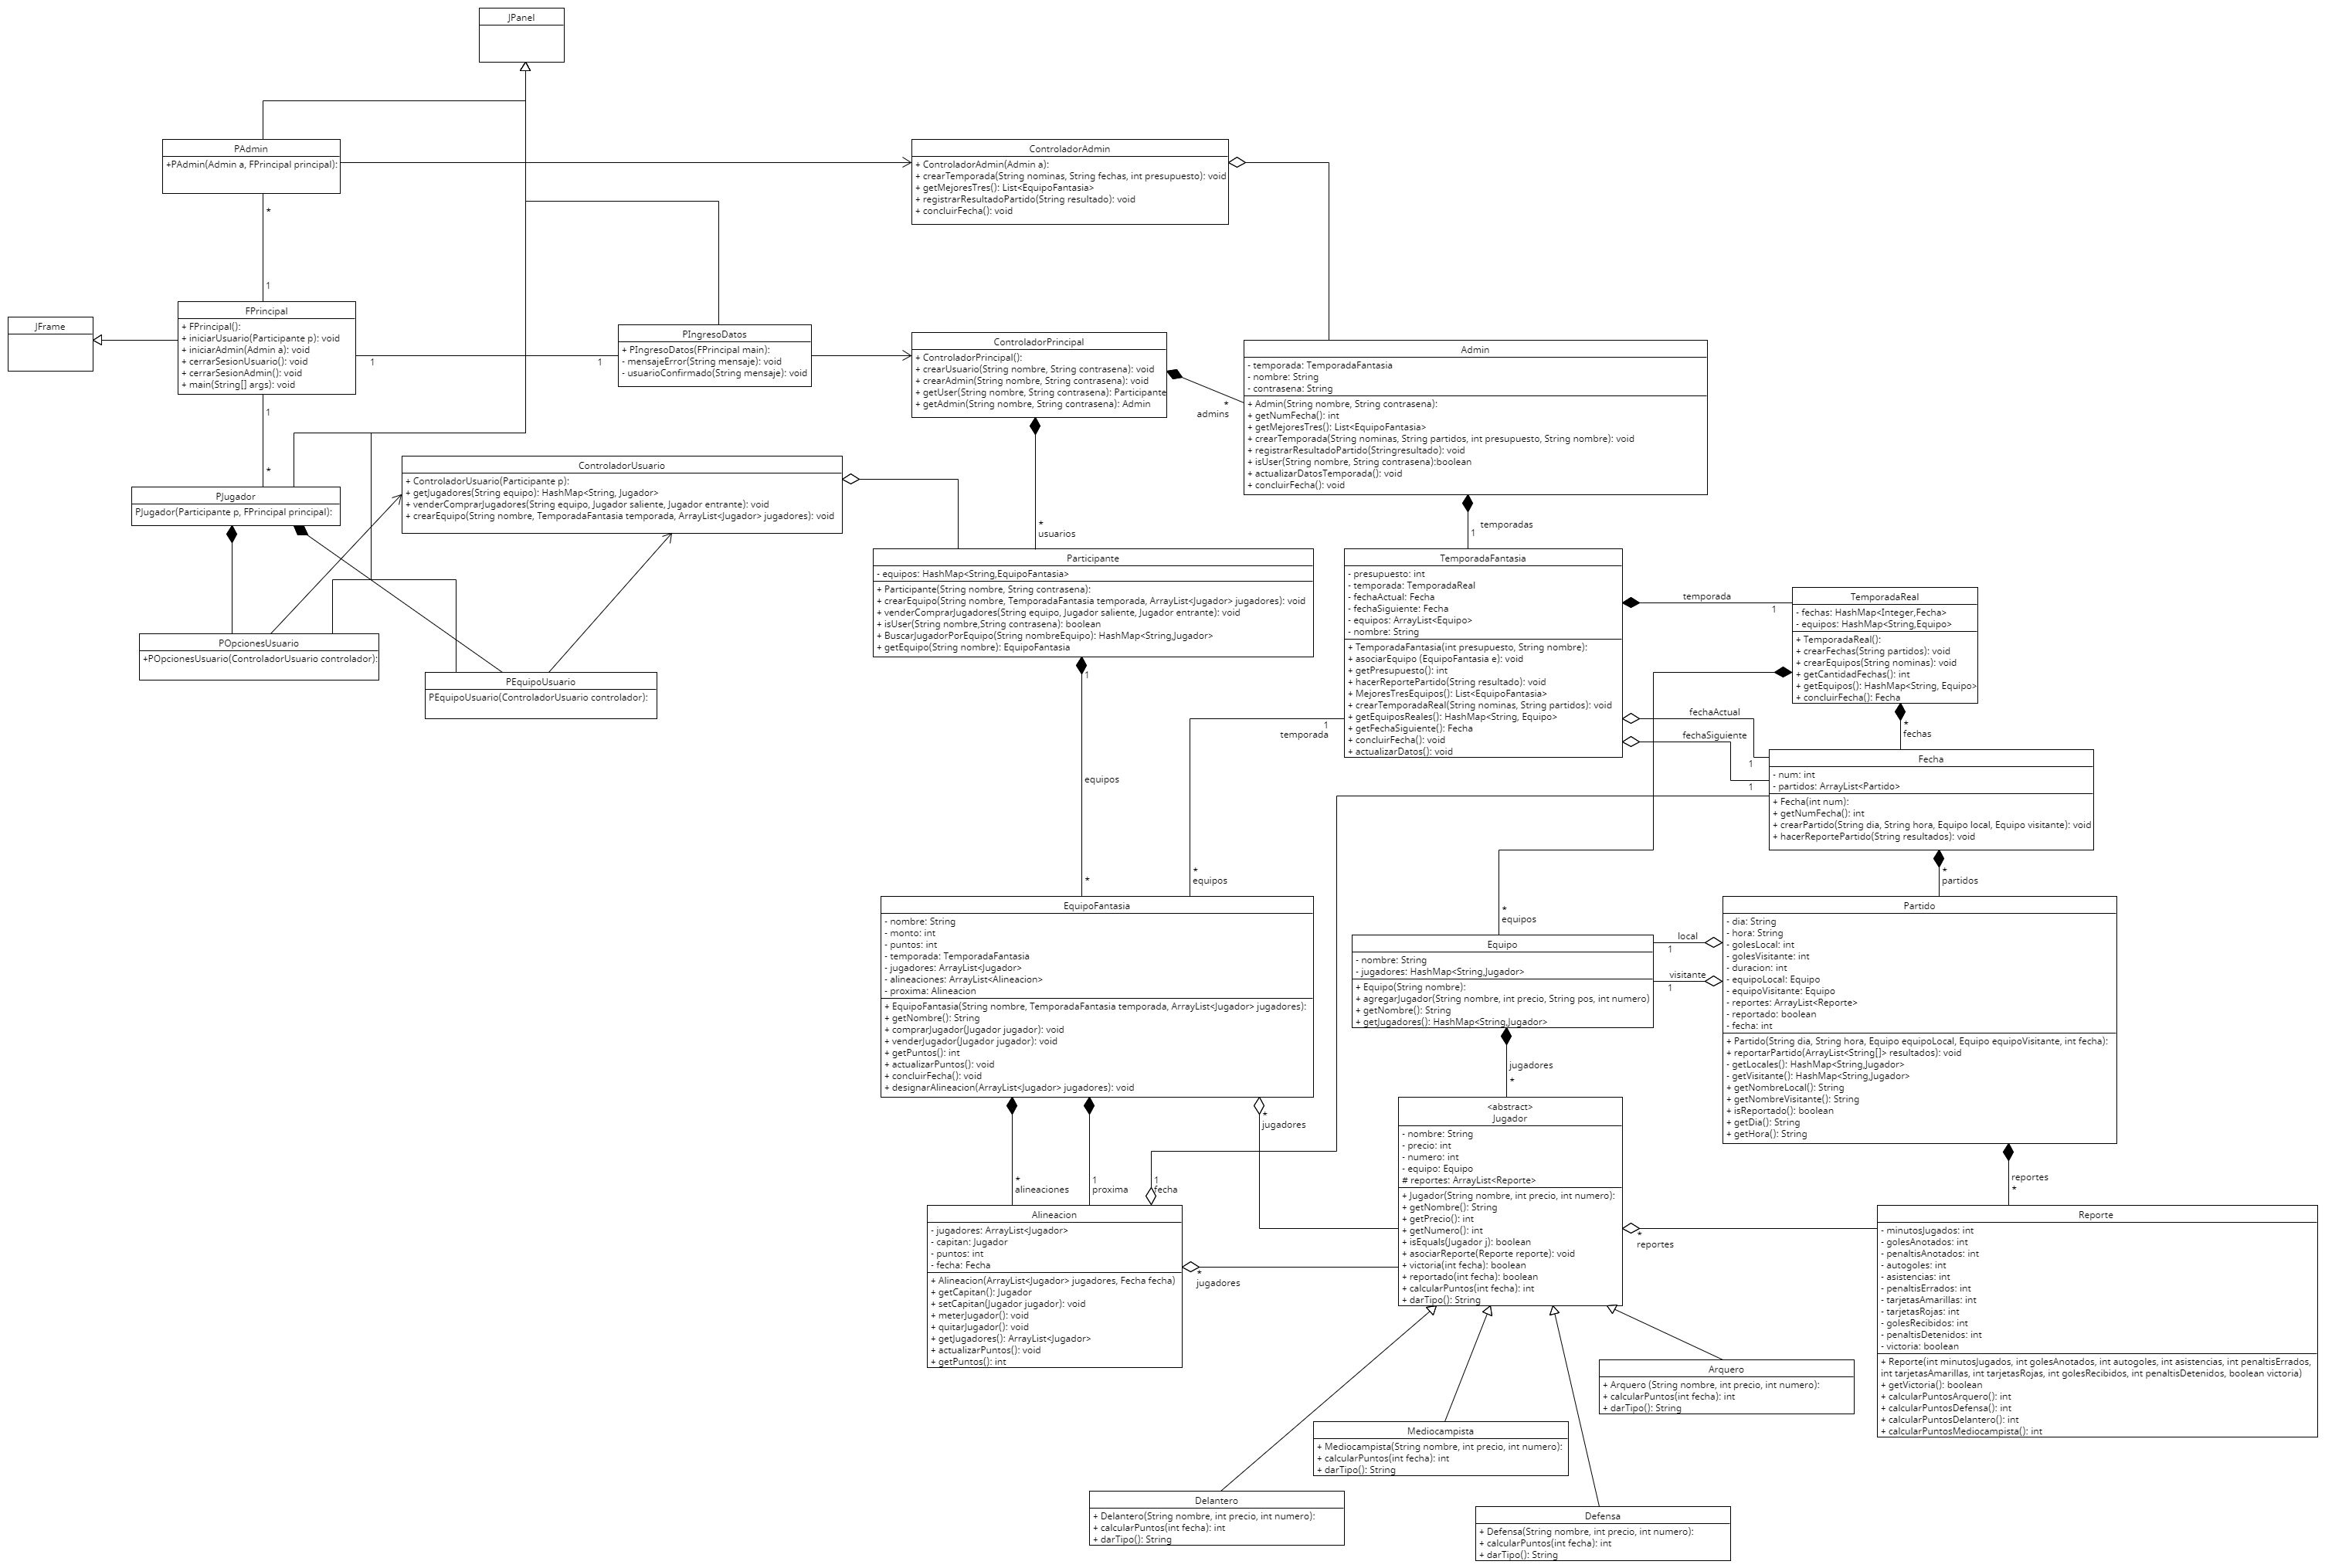 JPanel
PAdmin
+PAdmin(Admin a, FPrincipal principal):
*
1
ControladorAdmin
+ ControladorAdmin(Admin a):
+ crearTemporada(String nominas, String fechas, int presupuesto): void
+ getMejoresTres(): List<EquipoFantasia>
+ registrarResultadoPartido(String resultado): void
+ concluirFecha(): void
JFrame
FPrincipal
+ FPrincipal():
+ iniciarUsuario(Participante p): void
+ iniciarAdmin(Admin a): void
+ cerrarSesionUsuario(): void
+ cerrarSesionAdmin(): void
+ main(String[] args): void
1
1
1
*
PIngresoDatos
+ PIngresoDatos(FPrincipal main):
- mensajeError(String mensaje): void
- usuarioConfirmado(String mensaje): void
ControladorPrincipal
+ ControladorPrincipal():
+ crearUsuario(String nombre, String contrasena): void
+ crearAdmin(String nombre, String contrasena): void
+ getUser(String nombre, String contrasena): Participante
+ getAdmin(String nombre, String contrasena): Admin
*
admins
Admin
- temporada: TemporadaFantasia
- nombre: String
- contrasena: String
+ Admin(String nombre, String contrasena):
+ getNumFecha(): int
+ getMejoresTres(): List<EquipoFantasia>
+ crearTemporada(String nominas, String partidos, int presupuesto, String nombre): void
+ registrarResultadoPartido(Stringresultado): void
+ isUser(String nombre, String contrasena):boolean
+ actualizarDatosTemporada(): void
+ concluirFecha(): void
temporadas
1
PJugador
PJugador(Participante p, FPrincipal principal):
ControladorUsuario
+ ControladorUsuario(Participante p):
+ getJugadores(String equipo): HashMap<String, Jugador>
+ venderComprarJugadores(String equipo, Jugador saliente, Jugador entrante): void
+ crearEquipo(String nombre, TemporadaFantasia temporada, ArrayList<Jugador> jugadores): void
*
usuarios
POpcionesUsuario
+POpcionesUsuario(ControladorUsuario controlador):
PEquipoUsuario
PEquipoUsuario(ControladorUsuario controlador):
Participante
- equipos: HashMap<String,EquipoFantasia>
+ Participante(String nombre, String contrasena):
+ crearEquipo(String nombre, TemporadaFantasia temporada, ArrayList<Jugador> jugadores): void
+ venderComprarJugadores(String equipo, Jugador saliente, Jugador entrante): void
+ isUser(String nombre,String contrasena): boolean
+ BuscarJugadorPorEquipo(String nombreEquipo): HashMap<String,Jugador>
+ getEquipo(String nombre): EquipoFantasia
1
equipos
*
TemporadaFantasia
- presupuesto: int
- temporada: TemporadaReal
- fechaActual: Fecha
- fechaSiguiente: Fecha
- equipos: ArrayList<Equipo>
- nombre: String
+ TemporadaFantasia(int presupuesto, String nombre):
+ asociarEquipo (EquipoFantasia e): void
+ getPresupuesto(): int
+ hacerReportePartido(String resultado): void
+ MejoresTresEquipos(): List<EquipoFantasia>
+ crearTemporadaReal(String nominas, String partidos): void
+ getEquiposReales(): HashMap<String, Equipo>
+ getFechaSiguiente(): Fecha
+ concluirFecha(): void
+ actualizarDatos(): void
1
temporada
*
equipos
temporada
1
TemporadaReal
- fechas: HashMap<Integer,Fecha>
- equipos: HashMap<String,Equipo>
+ TemporadaReal():
+ crearFechas(String partidos): void
+ crearEquipos(String nominas): void
+ getCantidadFechas(): int
+ getEquipos(): HashMap<String, Equipo>
+ concluirFecha(): Fecha
*
fechas
fechaActual
1
fechaSiguiente
1
Fecha
- num: int
- partidos: ArrayList<Partido>
+ Fecha(int num):
+ getNumFecha(): int
+ crearPartido(String dia, String hora, Equipo local, Equipo visitante): void
+ hacerReportePartido(String resultados): void
*
partidos
EquipoFantasia
- nombre: String
- monto: int
- puntos: int
- temporada: TemporadaFantasia
- jugadores: ArrayList<Jugador>
- alineaciones: ArrayList<Alineacion>
- proxima: Alineacion
+ EquipoFantasia(String nombre, TemporadaFantasia temporada, ArrayList<Jugador> jugadores):
+ getNombre(): String
+ comprarJugador(Jugador jugador): void
+ venderJugador(Jugador jugador): void
+ getPuntos(): int
+ actualizarPuntos(): void
+ concluirFecha(): void
+ designarAlineacion(ArrayList<Jugador> jugadores): void
*
equipos
Equipo
- nombre: String
- jugadores: HashMap<String,Jugador>
+ Equipo(String nombre):
+ agregarJugador(String nombre, int precio, String pos, int numero)
+ getNombre(): String
+ getJugadores(): HashMap<String,Jugador>
local
1
visitante
1
Partido
- dia: String
- hora: String
- golesLocal: int
- golesVisitante: int
- duracion: int
- equipoLocal: Equipo
- equipoVisitante: Equipo
- reportes: ArrayList<Reporte>
- reportado: boolean
- fecha: int
+ Partido(String dia, String hora, Equipo equipoLocal, Equipo equipoVisitante, int fecha):
+ reportarPartido(ArrayList<String[]> resultados): void
- getLocales(): HashMap<String,Jugador>
- getVisitante(): HashMap<String,Jugador>
+ getNombreLocal(): String
+ getNombreVisitante(): String
+ isReportado(): boolean
+ getDia(): String
+ getHora(): String
jugadores
*
*
jugadores
*
alineaciones
1
proxima
1
fecha
reportes
*
<abstract>
Jugador
- nombre: String
- precio: int
- numero: int
- equipo: Equipo
# reportes: ArrayList<Reporte>
+ Jugador(String nombre, int precio, int numero):
+ getNombre(): String
+ getPrecio(): int
+ getNumero(): int
+ isEquals(Jugador j): boolean
+ asociarReporte(Reporte reporte): void
+ victoria(int fecha): boolean
+ reportado(int fecha): boolean
+ calcularPuntos(int fecha): int
+ darTipo(): String
*
reportes
Alineacion
- jugadores: ArrayList<Jugador>
- capitan: Jugador
- puntos: int
- fecha: Fecha
+ Alineacion(ArrayList<Jugador> jugadores, Fecha fecha)
+ getCapitan(): Jugador
+ setCapitan(Jugador jugador): void
+ meterJugador(): void
+ quitarJugador(): void
+ getJugadores(): ArrayList<Jugador>
+ actualizarPuntos(): void
+ getPuntos(): int
*
jugadores
Reporte
- minutosJugados: int
- golesAnotados: int
- penaltisAnotados: int
- autogoles: int
- asistencias: int
- penaltisErrados: int
- tarjetasAmarillas: int
- tarjetasRojas: int
- golesRecibidos: int
- penaltisDetenidos: int
- victoria: boolean
+ Reporte(int minutosJugados, int golesAnotados, int autogoles, int asistencias, int penaltisErrados,
int tarjetasAmarillas, int tarjetasRojas, int golesRecibidos, int penaltisDetenidos, boolean victoria)
+ getVictoria(): boolean
+ calcularPuntosArquero(): int
+ calcularPuntosDefensa(): int
+ calcularPuntosDelantero(): int
+ calcularPuntosMediocampista(): int
Arquero
+ Arquero (String nombre, int precio, int numero):
+ calcularPuntos(int fecha): int
+ darTipo(): String
Mediocampista
+ Mediocampista(String nombre, int precio, int numero):
+ calcularPuntos(int fecha): int
+ darTipo(): String
Delantero
+ Delantero(String nombre, int precio, int numero):
+ calcularPuntos(int fecha): int
+ darTipo(): String
Defensa
+ Defensa(String nombre, int precio, int numero):
+ calcularPuntos(int fecha): int
+ darTipo(): String